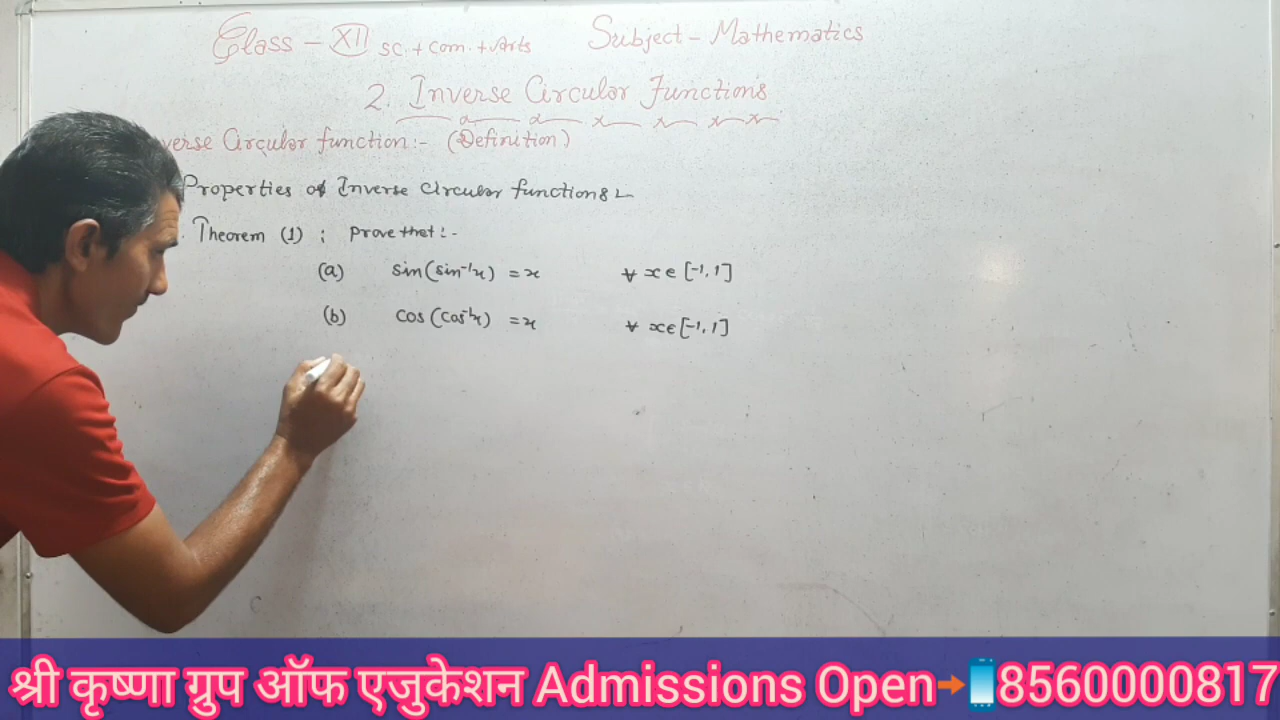 Class - XII sc. + com. + Arts Subject - Mathematics
2. Inverse Circular Functions
verse Circular function :- (Definition)
Properties of Inverse circular functions :-
Theorem (1) : Prove that :-
(a) sin(sin⁻¹x) = x ∀ x ∈ [-1, 1]
(b) cos(cos⁻¹x) = x ∀ x ∈ [-1, 1]
श्री कृष्णा ग्रुप ऑफ एजुकेशन Admissions Open➡📱8560000817